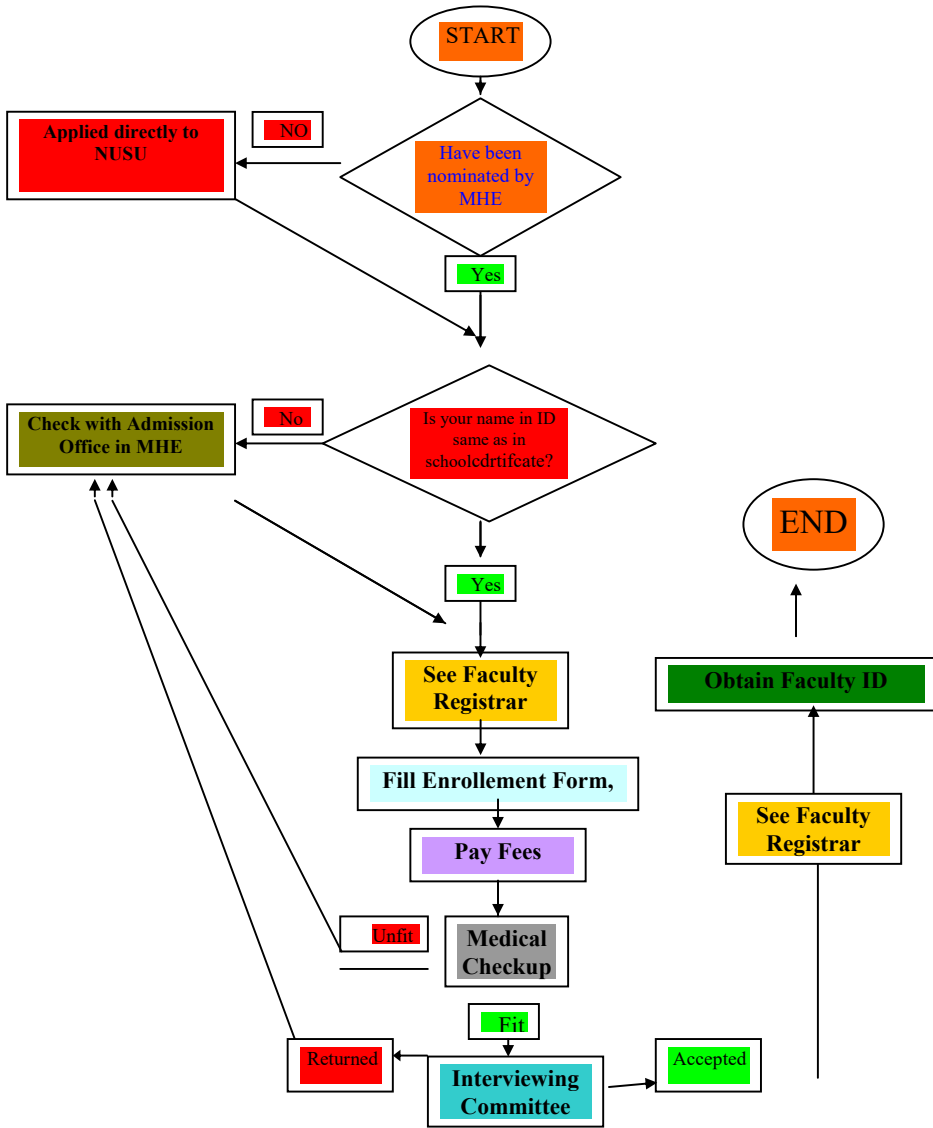 START
NO
Applied directly to
NUSU
Have been
nominated by
MHE
Yes
Check with Admission
Office in MHE
No
Is your name in ID
same as in
schoolcdrtifcate?
END
Yes
See Faculty
Registrar
Obtain Faculty ID
Fill Enrollement Form,
See Faculty
Registrar
Pay Fees
Unfit
Medical
Checkup
Fit
Returned
Interviewing
Committee
Accepted